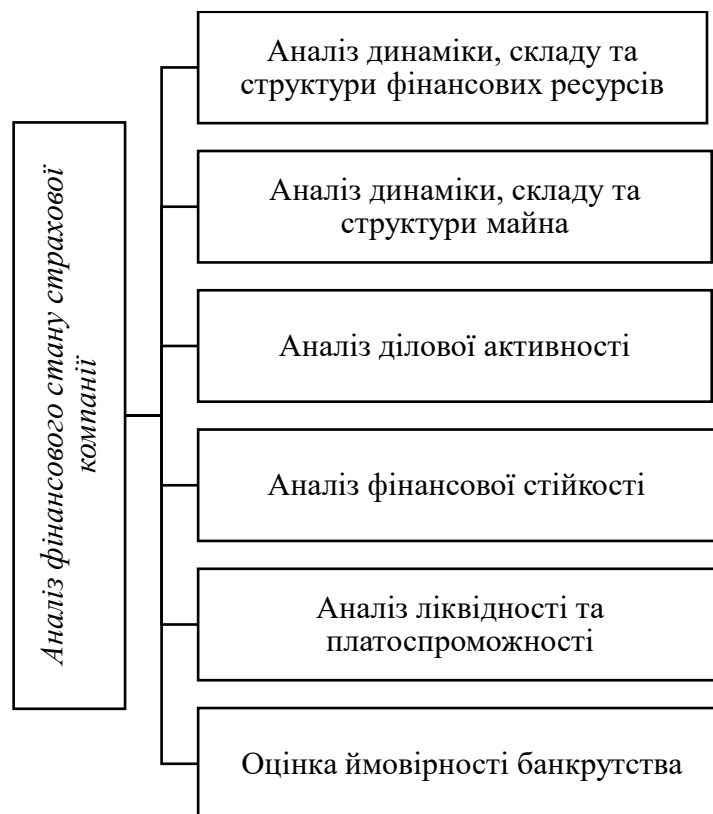 Аналіз фінансового стану страхової
компанії
Аналіз динаміки, складу та
структури фінансових ресурсів
Аналіз динаміки, складу та
структури майна
Аналіз ділової активності
Аналіз фінансової стійкості
Аналіз ліквідності та
платоспроможності
Оцінка ймовірності банкрутства